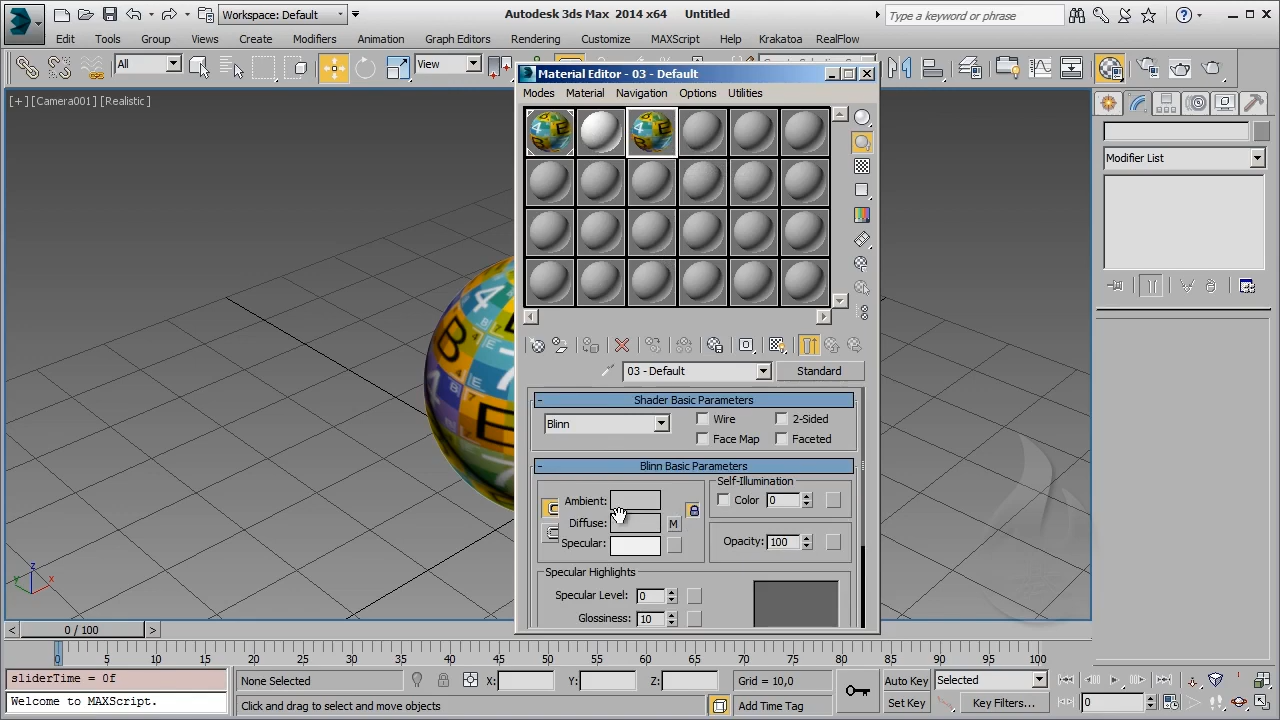 Workspace: Default
Autodesk 3ds Max 2014 x64 Untitled
Type a keyword or phrase
Edit Tools Group Views Create Modifiers Animation Graph Editors Rendering Customize MAXScript Help Krakatoa RealFlow
All
View
[+][Camera001][Realistic]
Material Editor - 03 - Default
Modes Material Navigation Options Utilities
Modifier List
03 - Default
Standard
- Shader Basic Parameters
Blinn
Wire
2-Sided
Face Map
Faceted
- Blinn Basic Parameters
Self-Illumination
Ambient:
Color 0
Diffuse:
M
Specular:
Opacity: 100
Specular Highlights
Specular Level: 0
Glossiness: 10
4
B
E
7
z
x
y
< 0 / 100 >
0 5 10 15 20 25 30 35 40 45 50 55 60 65 70 75 80 85 90 95 100
sliderTime = 0f
Welcome to MAXScript.
None Selected
X:
Y:
Z:
Grid = 10,0
Click and drag to select and move objects
Add Time Tag
Auto Key
Selected
Set Key
Key Filters...
0